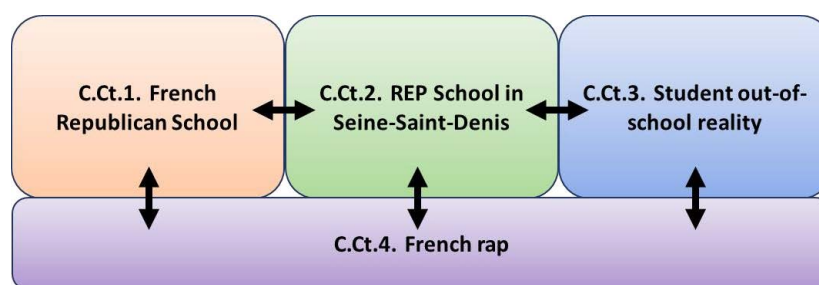 C.Ct.1. French
Republican School
C.Ct.2. REP School in
Seine-Saint-Denis
C.Ct.3. Student out-of-
school reality
C.Ct.4. French rap